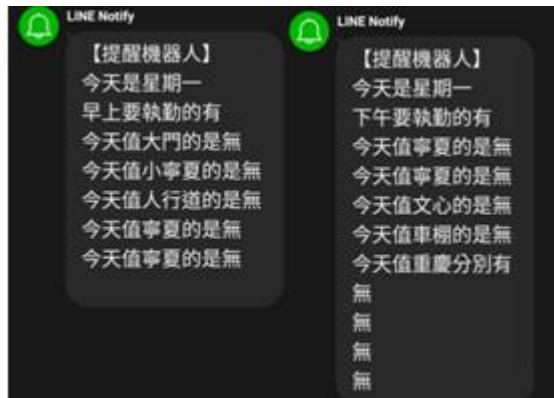 LINE Notify
【提醒機器人】
今天是星期一
早上要執勤的有
今天值大門的是無
今天值小寧夏的是無
今天值人行道的是無
今天值寧夏的是無
今天值寧夏的是無
LINE Notify
【提醒機器人】
今天是星期一
下午要執勤的有
今天值寧夏的是無
今天值寧夏的是無
今天值文心的是無
今天值車棚的是無
今天值重慶分別有
無
無
無
無